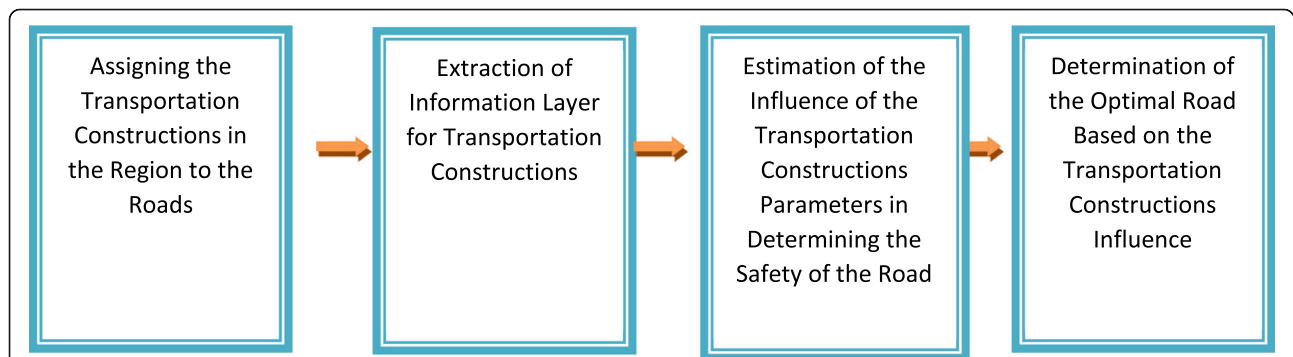 Assigning the
Transportation
Constructions in
the Region to the
Roads
Extraction of
Information Layer
for Transportation
Constructions
Estimation of the
Influence of the
Transportation
Constructions
Parameters in
Determining the
Safety of the Road
Determination of
the Optimal Road
Based on the
Transportation
Constructions
Influence